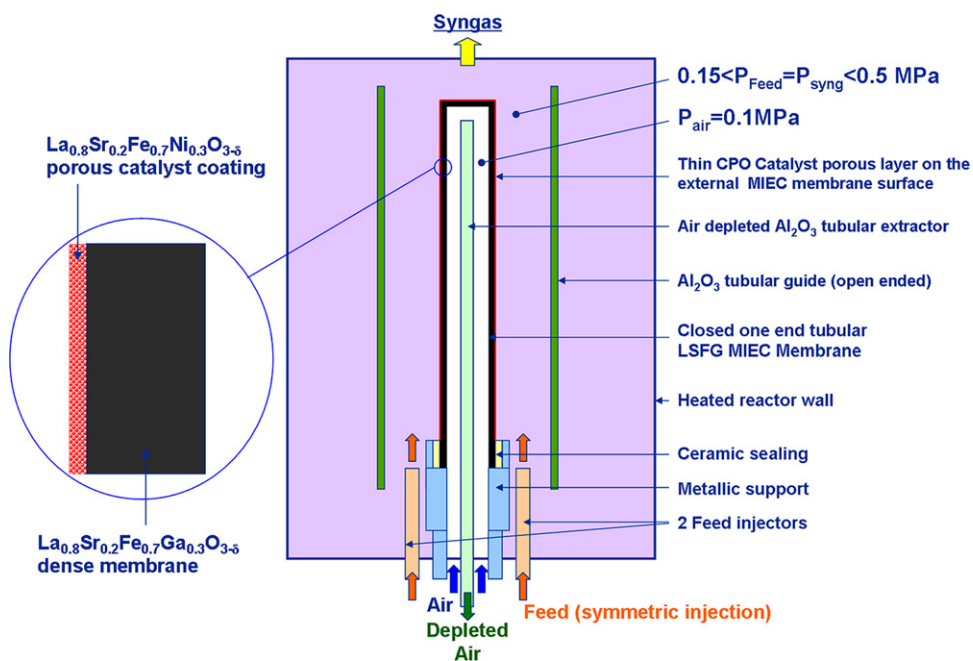 Syngas
0.15<P_Feed=P_syng<0.5 MPa
P_air=0.1MPa
La₀.₈Sr₀.₂Fe₀.₇Ni₀.₃O₃₋δ
porous catalyst coating
Thin CPO Catalyst porous layer on the
external MIEC membrane surface
Air depleted Al₂O₃ tubular extractor
Al₂O₃ tubular guide (open ended)
Closed one end tubular
LSFG MIEC Membrane
Heated reactor wall
Ceramic sealing
Metallic support
2 Feed injectors
La₀.₈Sr₀.₂Fe₀.₇Ga₀.₃O₃₋δ
dense membrane
Air
Feed (symmetric injection)
Depleted
Air